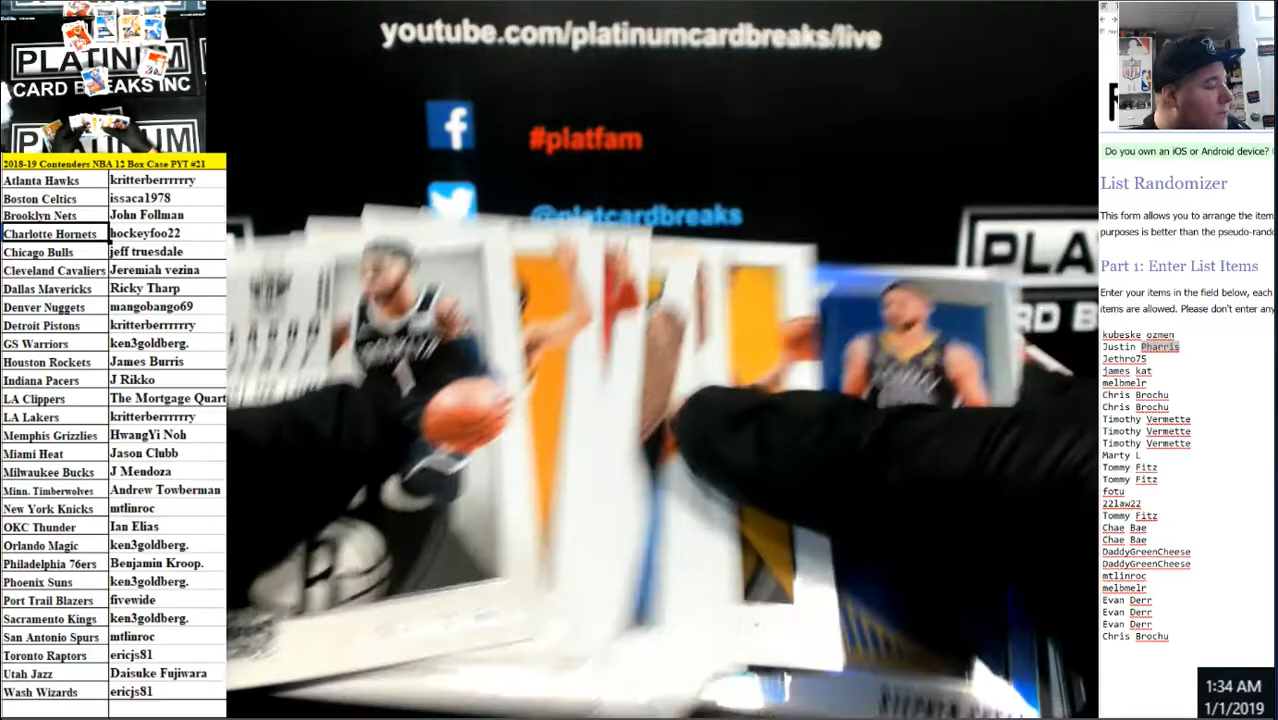 youtube.com/platinumcardbreaks/live
#platfam
@platcardbreaks
PLATINUM
CARD BREAKS INC
PLATINUM
2018-19 Contenders NBA 12 Box Case PYT #21
Atlanta Hawks kritterberrrrrry
Boston Celtics issaca1978
Brooklyn Nets John Follman
Charlotte Hornets hockeyfoo22
Chicago Bulls jeff truesdale
Cleveland Cavaliers Jeremiah vezina
Dallas Mavericks Ricky Tharp
Denver Nuggets mangobango69
Detroit Pistons kritterberrrrrry
GS Warriors ken3goldberg.
Houston Rockets James Burris
Indiana Pacers J Rikko
LA Clippers The Mortgage Quart
LA Lakers kritterberrrrrry
Memphis Grizzlies HwangYi Noh
Miami Heat Jason Clubb
Milwaukee Bucks J Mendoza
Minn. Timberwolves Andrew Towberman
New York Knicks mtlinroc
OKC Thunder Ian Elias
Orlando Magic ken3goldberg.
Philadelphia 76ers Benjamin Kroop.
Phoenix Suns ken3goldberg.
Port Trail Blazers fivewide
Sacramento Kings ken3goldberg.
San Antonio Spurs mtlinroc
Toronto Raptors ericjs81
Utah Jazz Daisuke Fujiwara
Wash Wizards ericjs81
PLA
RD B
STEPHEN
Do you own an iOS or Android device?
List Randomizer
This form allows you to arrange the item
purposes is better than the pseudo-rando
Part 1: Enter List Items
Enter your items in the field below, each
items are allowed. Please don't enter any
kubeske ozmen
Justin Pharris
Jethro75
james kat
melbmelr
Chris Brochu
Chris Brochu
Timothy Vermette
Timothy Vermette
Timothy Vermette
Marty L
Tommy Fitz
Tommy Fitz
fotu
22law22
Tommy Fitz
Chae Bae
Chae Bae
DaddyGreenCheese
DaddyGreenCheese
mtlinroc
melbmelr
Evan Derr
Evan Derr
Evan Derr
Chris Brochu
1:34 AM
1/1/2019